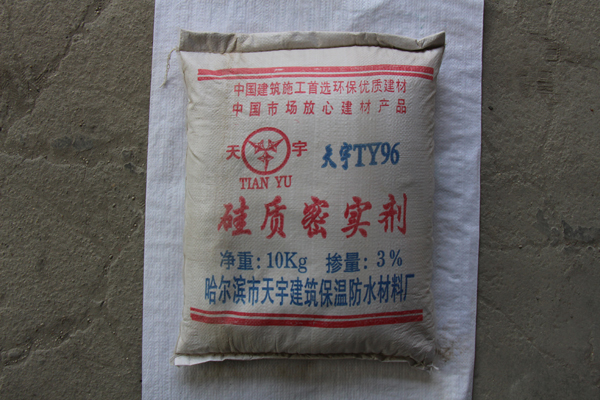 中国建筑施工首选环保优质建材
中国市场放心建材产品
天 宇 天宇TY96
TIAN YU
硅质密实剂
净重:10Kg 掺量:3%
哈尔滨市天宇建筑保温防水材料厂